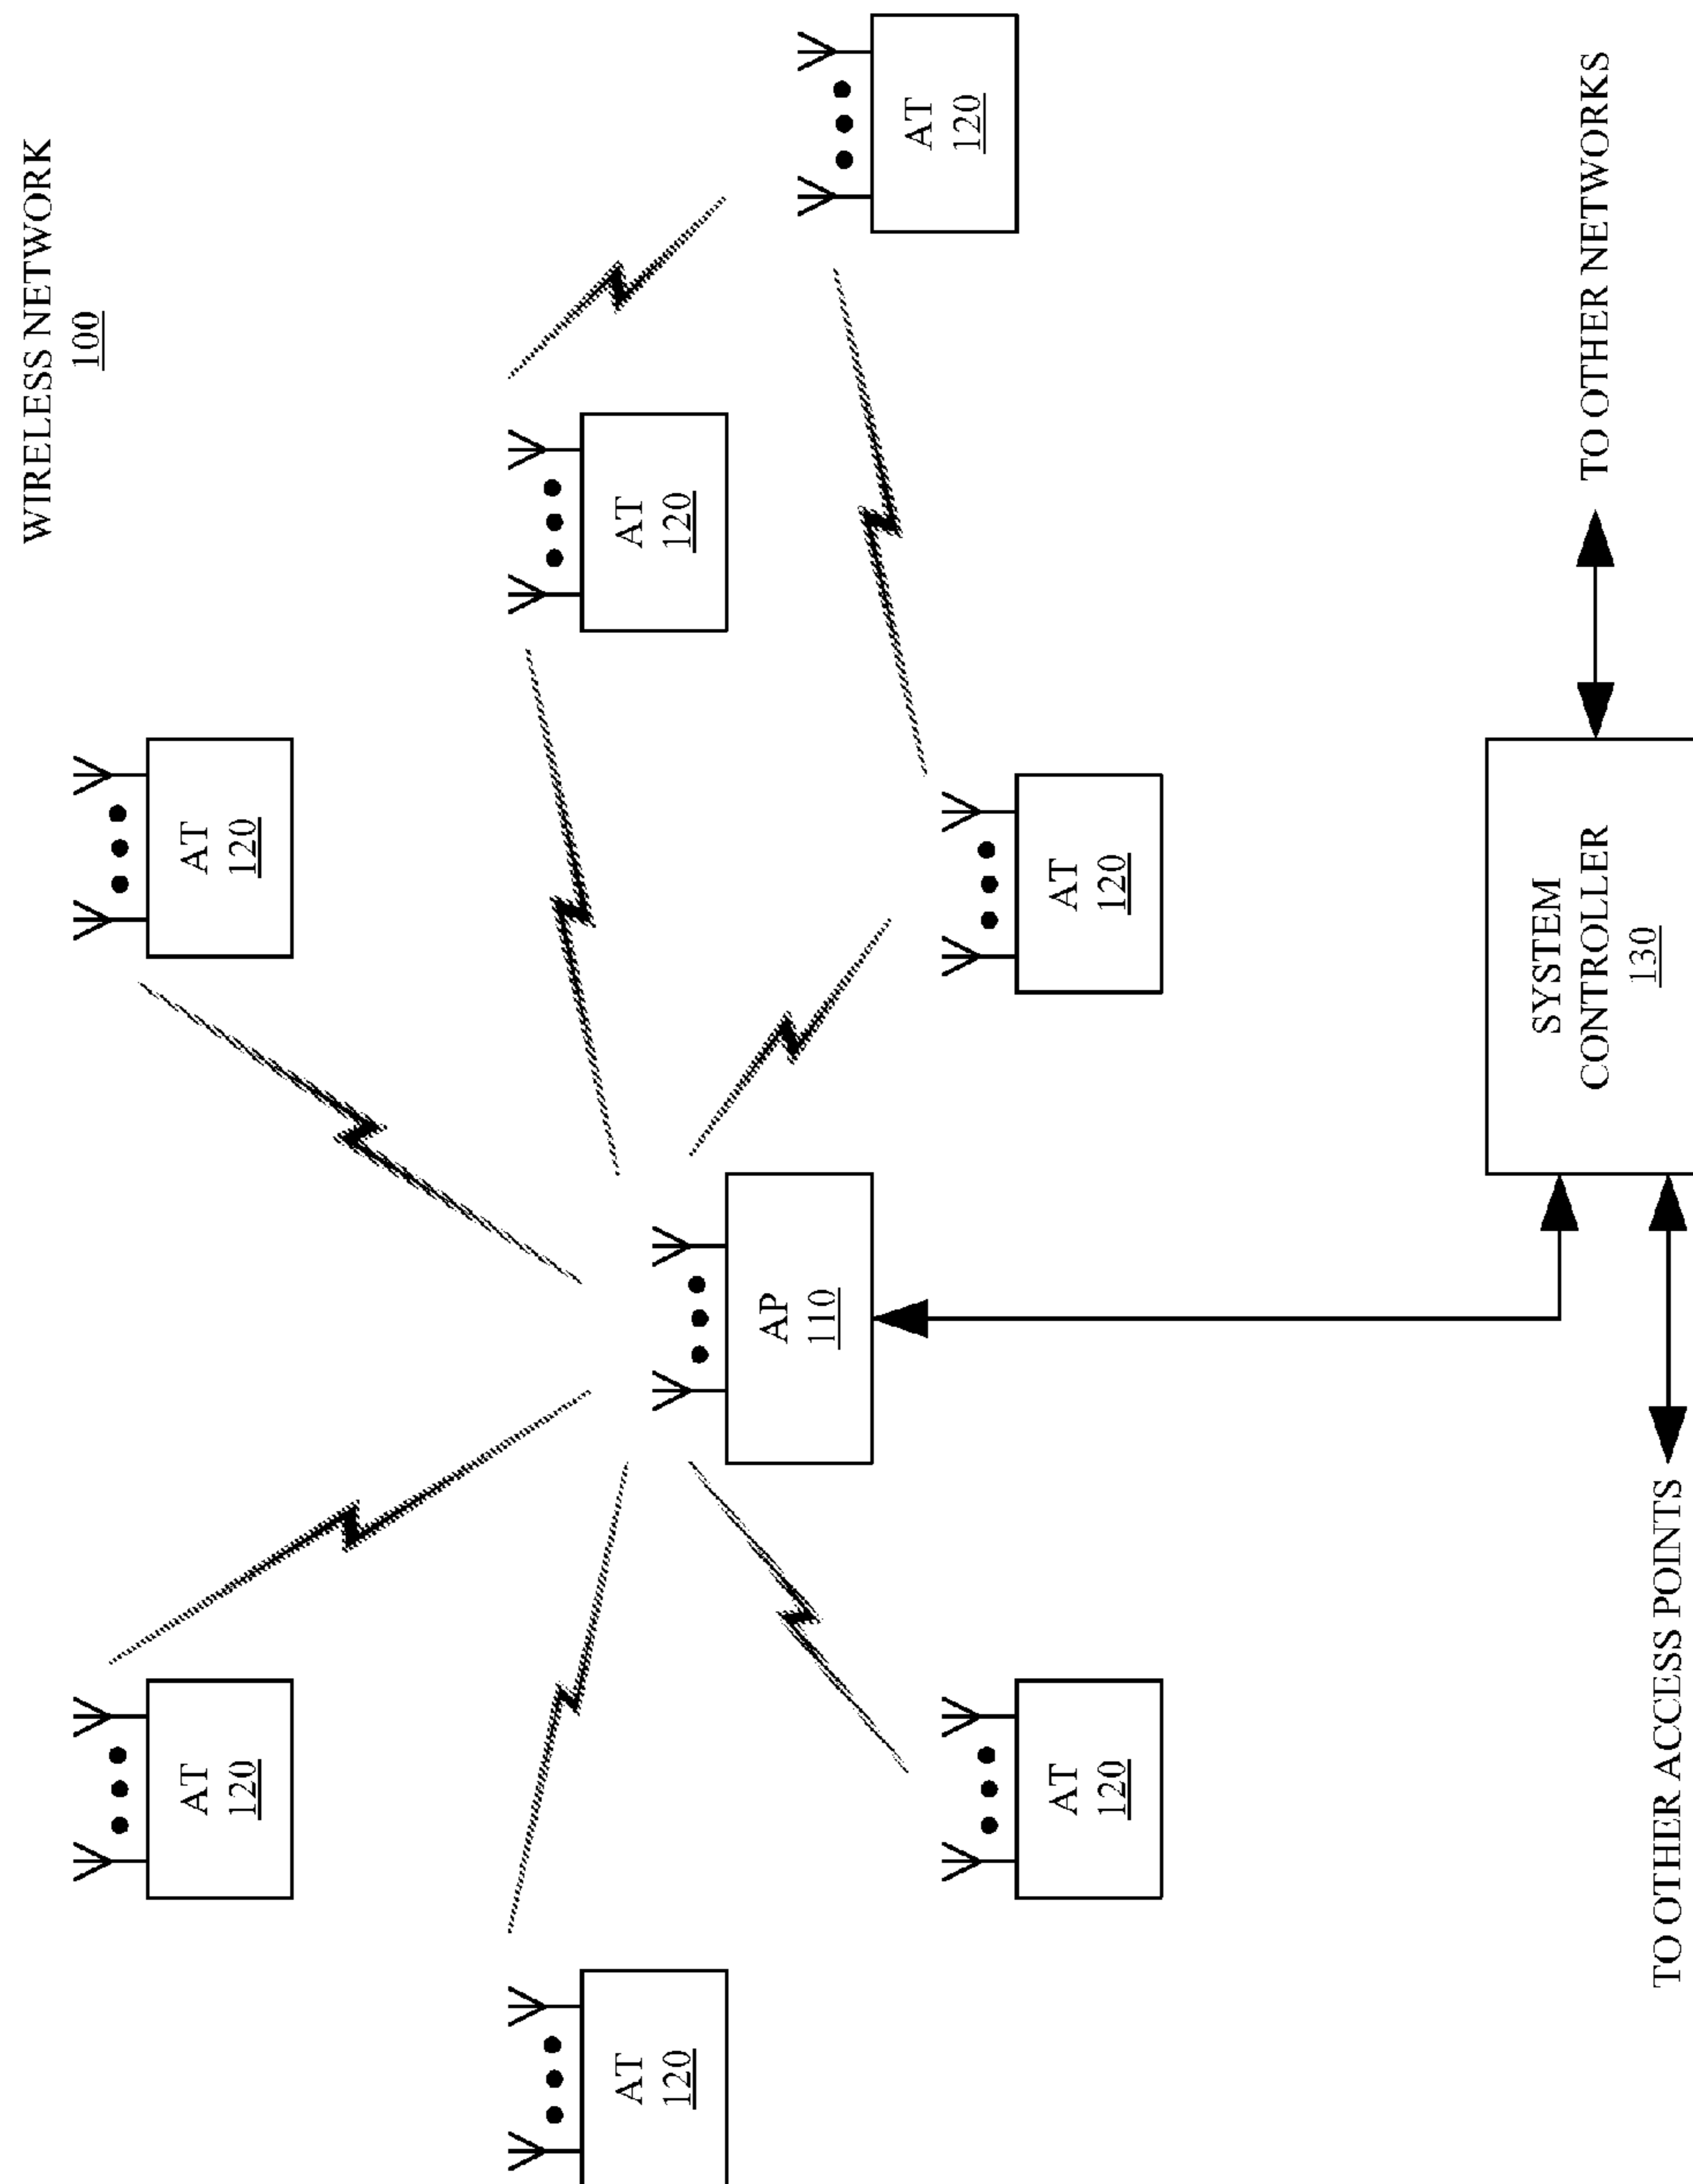 WIRELESS NETWORK
100
AT
120
AT
120
AT
120
AT
120
AP
110
AT
120
AT
120
AT
120
SYSTEM
CONTROLLER
130
TO OTHER NETWORKS
TO OTHER ACCESS POINTS